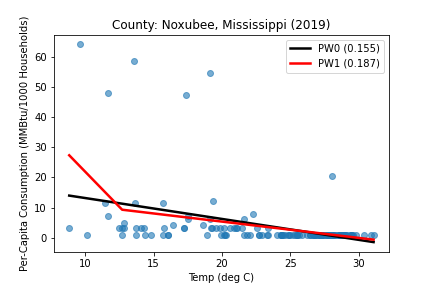 County: Noxubee, Mississippi (2019)
PW0 (0.155)
PW1 (0.187)
Per-Capita Consumption (MMBtu/1000 Households)
60
50
40
30
20
10
0
10
15
20
25
30
Temp (deg C)